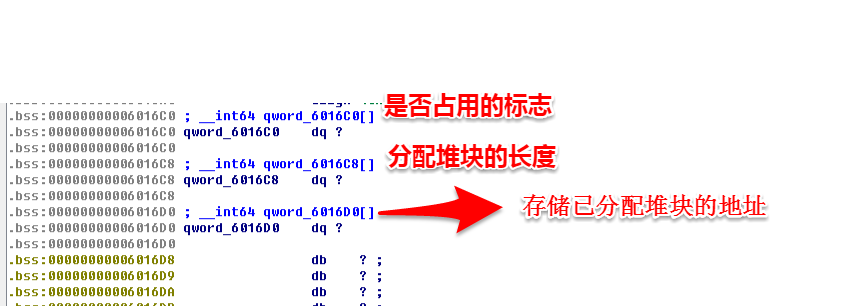 是否占用的标志
.bss:00000000006016C0 ; __int64 qword_6016C0[]
.bss:00000000006016C0 qword_6016C0 dq ?
.bss:00000000006016C0
.bss:00000000006016C8 ; __int64 qword_6016C8[]
分配堆块的长度
.bss:00000000006016C8 qword_6016C8 dq ?
.bss:00000000006016C8
.bss:00000000006016D0 ; __int64 qword_6016D0[]
存储已分配堆块的地址
.bss:00000000006016D0 qword_6016D0 dq ?
.bss:00000000006016D0
.bss:00000000006016D8 db ? ;
.bss:00000000006016D9 db ? ;
.bss:00000000006016DA db ? ;